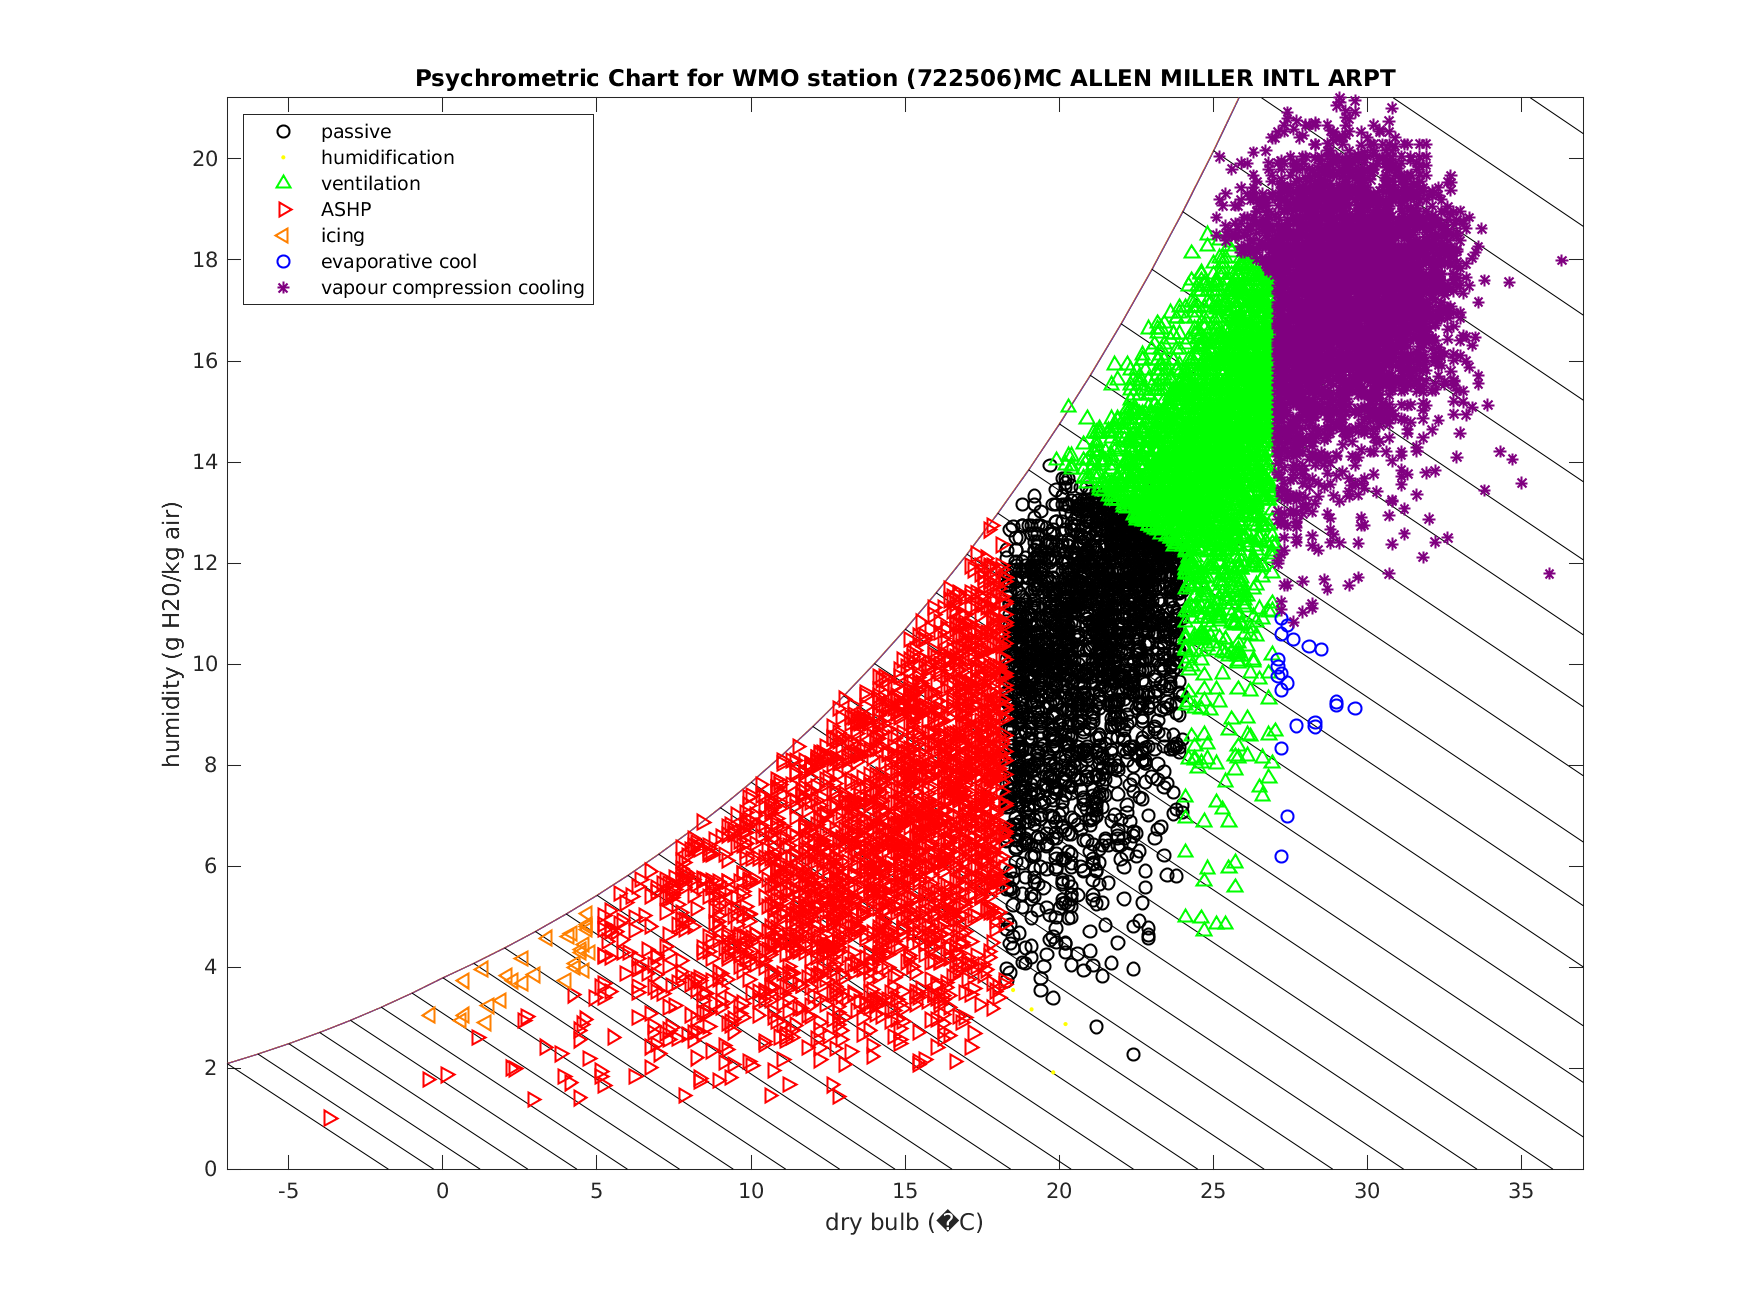 Psychrometric Chart for WMO station (722506)MC ALLEN MILLER INTL ARPT
passive
humidification
ventilation
ASHP
icing
evaporative cool
vapour compression cooling
humidity (g H20/kg air)
20
18
16
14
12
10
8
6
4
2
0
-5 0 5 10 15 20 25 30 35
dry bulb (�C)